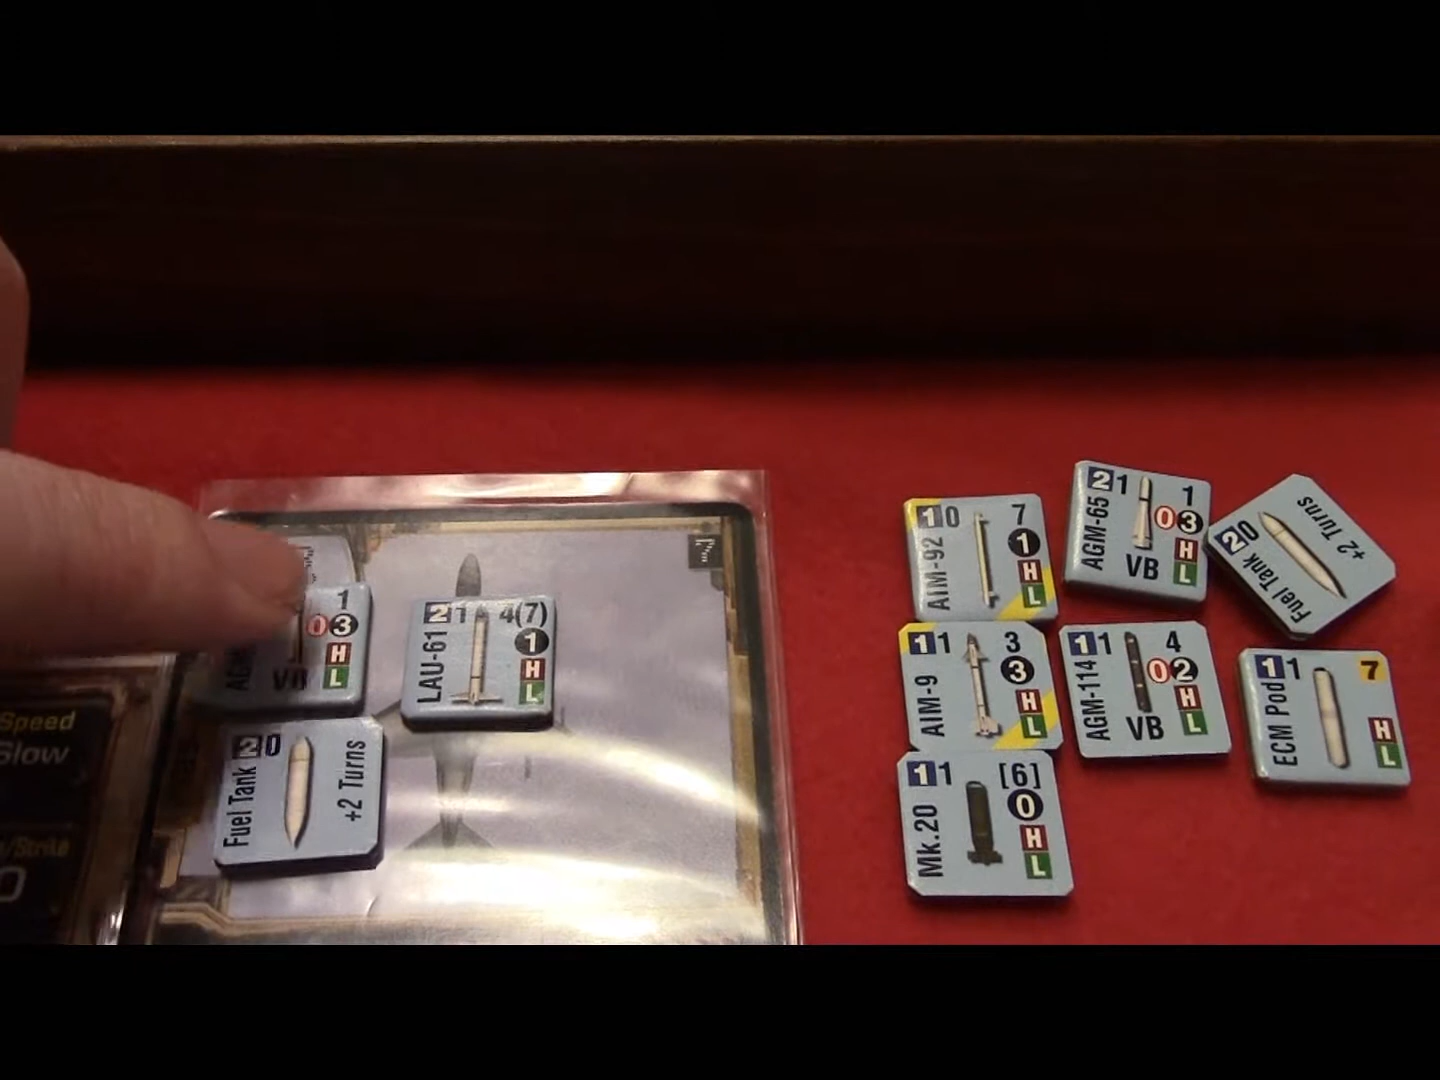 Speed
Slow
/Strile
0
1
0 3
VB
H
L
Fuel Tank 2 0
+2 Turns
LAU-61 2 1
4(7)
1
H
L
AIM-92 1 0
7
1
H
L
AGM-65 2 1
1
0 3
VB
H
L
Fuel Tank 2 0
+2 Turns
AIM-9 1 1
3
3
H
L
AGM-114 1 1
4
0 2
VB
H
L
ECM Pod 1 1
7
H
L
Mk.20 1 1
[6]
0
H
L